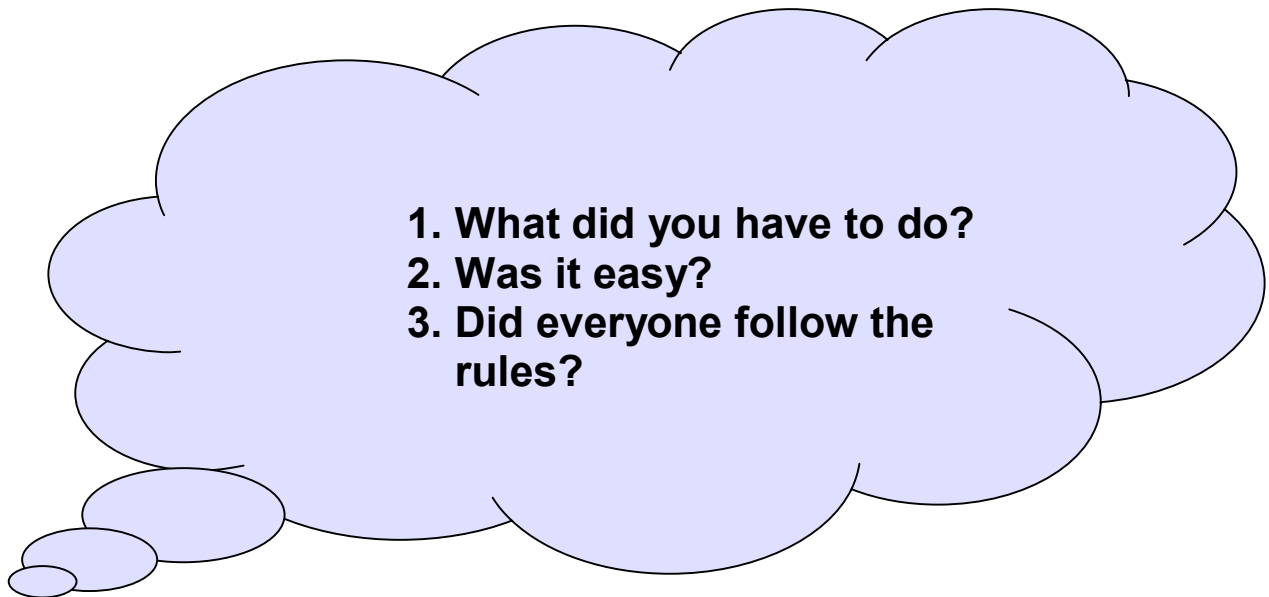 1. What did you have to do?
2. Was it easy?
3. Did everyone follow the
rules?